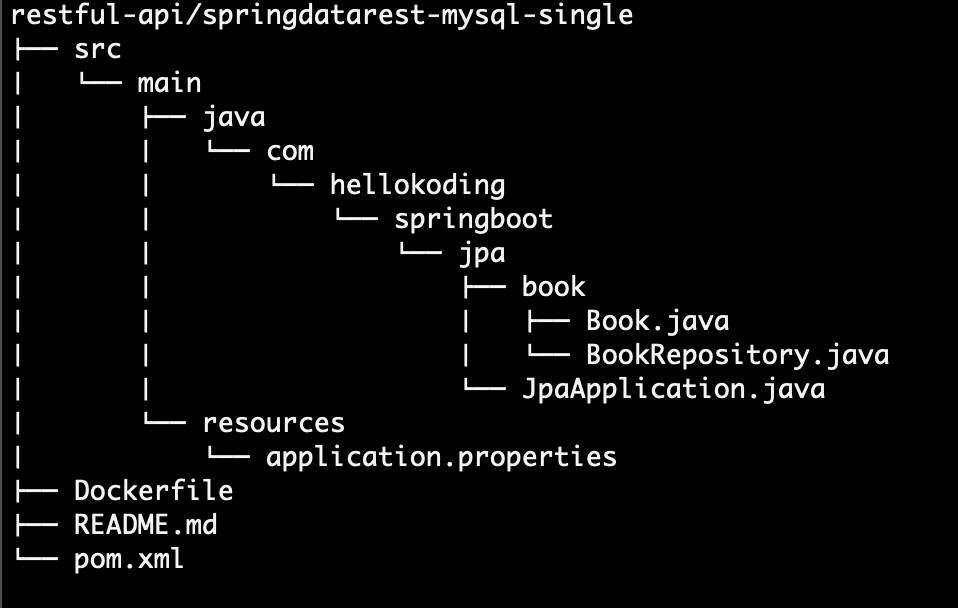 restful-api/springdatarest-mysql-single
├── src
│   └── main
│       ├── java
│       │   └── com
│       │       └── hellokoding
│       │           └── springboot
│       │               └── jpa
│       │                   ├── book
│       │                   │   ├── Book.java
│       │                   │   └── BookRepository.java
│       │                   └── JpaApplication.java
│       └── resources
│           └── application.properties
├── Dockerfile
├── README.md
└── pom.xml